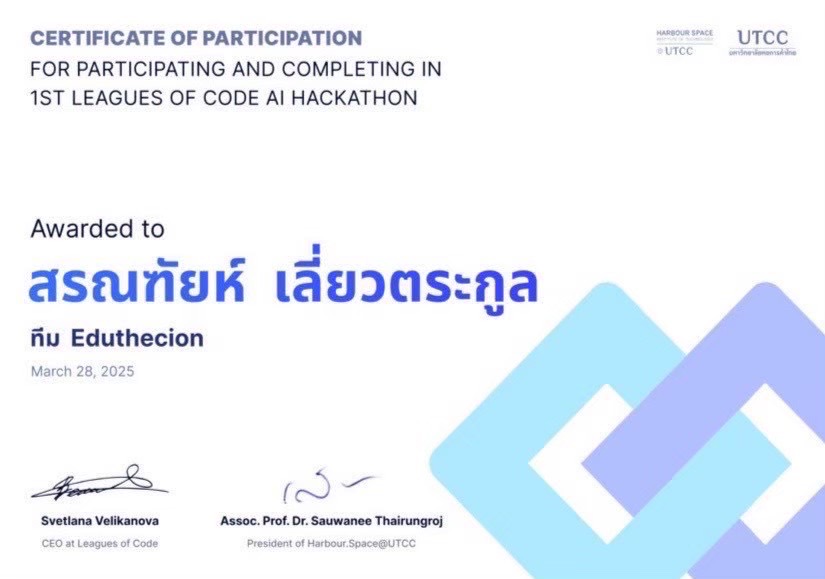 CERTIFICATE OF PARTICIPATION
FOR PARTICIPATING AND COMPLETING IN
1ST LEAGUES OF CODE AI HACKATHON
HARBOUR SPACE
INSTITUTE OF TECHNOLOGY
@ UTCC
UTCC
มหาวิทยาลัยหอการค้าไทย
Awarded to
สรณฑัยห์ เลี่ยวตระกูล
ทีม Eduthecion
March 28, 2025
Svetlana Velikanova
CEO at Leagues of Code
Assoc. Prof. Dr. Sauwanee Thairungroj
President of Harbour.Space@UTCC